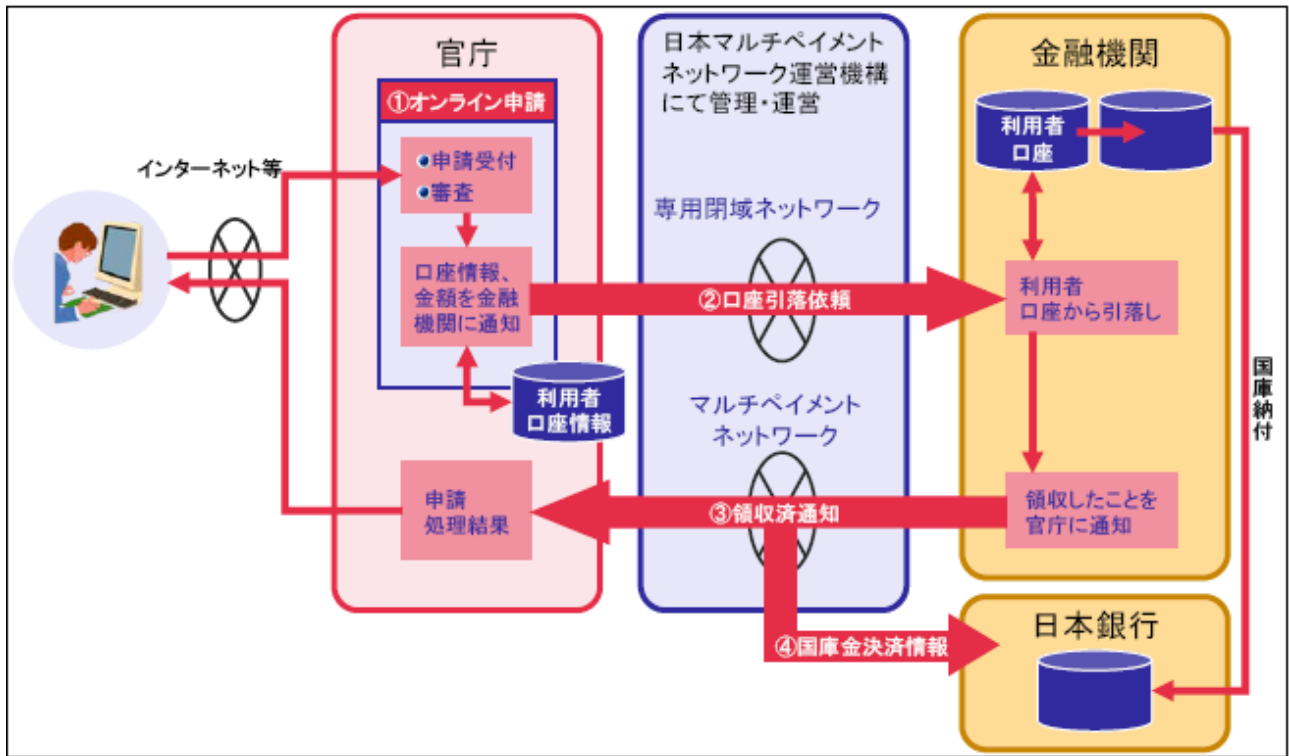 官庁
①オンライン申請
●申請受付
●審査
口座情報、
金額を金融
機関に通知
利用者
口座情報
申請
処理結果
インターネット等
日本マルチペイメント
ネットワーク運営機構
にて管理・運営
専用閉域ネットワーク
②口座引落依頼
マルチペイメント
ネットワーク
③領収済通知
④国庫金決済情報
金融機関
利用者
口座
利用者
口座から引落し
領収したことを
官庁に通知
国庫納付
日本銀行